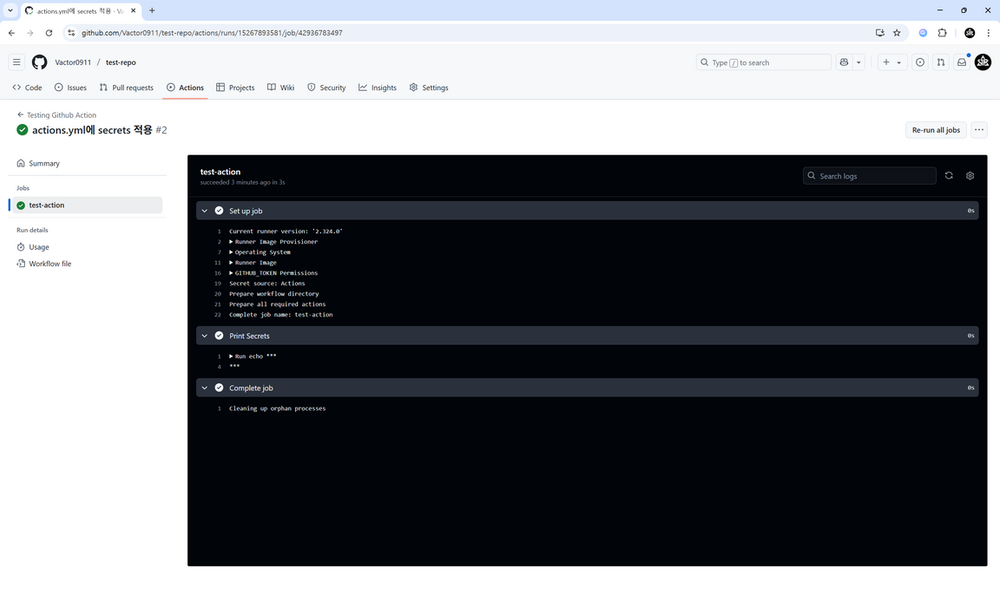 actions.yml에 secrets 적용 · Va
github.com/Vactor0911/test-repo/actions/runs/15267893581/job/42936783497
Vactor0911 / test-repo
Type / to search
Code Issues Pull requests Actions Projects Wiki Security Insights Settings
Testing Github Action
actions.yml에 secrets 적용 #2
Re-run all jobs
Summary
Jobs
test-action
Run details
Usage
Workflow file
test-action
succeeded 3 minutes ago in 3s
Search logs
Set up job 0s
1 Current runner version: '2.324.0'
2 Runner Image Provisioner
7 Operating System
11 Runner Image
16 GITHUB_TOKEN Permissions
19 Secret source: Actions
20 Prepare workflow directory
21 Prepare all required actions
22 Complete job name: test-action
Print Secrets 0s
1 Run echo ***
4 ***
Complete job 0s
1 Cleaning up orphan processes